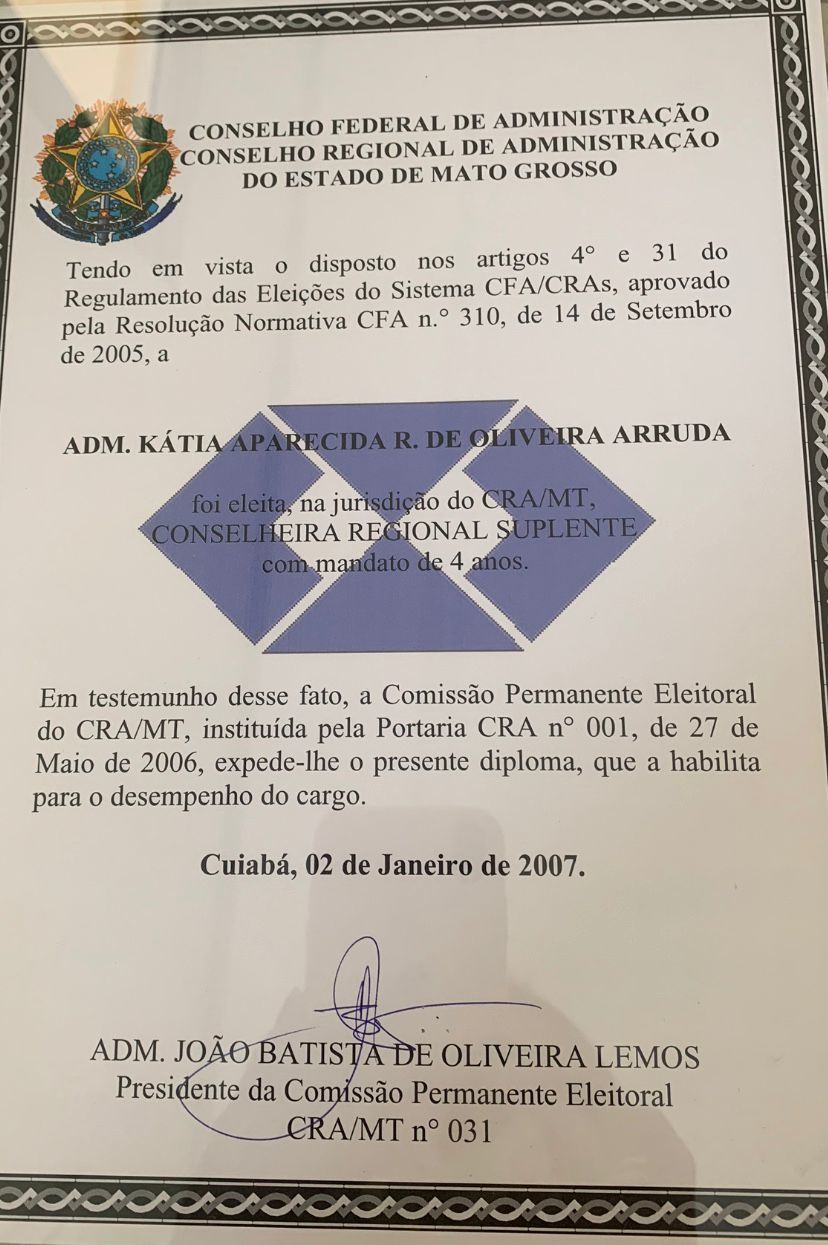 CONSELHO FEDERAL DE ADMINISTRAÇÃO
CONSELHO REGIONAL DE ADMINISTRAÇÃO
DO ESTADO DE MATO GROSSO
Tendo em vista o disposto nos artigos 4° e 31 do
Regulamento das Eleições do Sistema CFA/CRAs, aprovado
pela Resolução Normativa CFA n.° 310, de 14 de Setembro
de 2005, a
ADM. KÁTIA APARECIDA R. DE OLIVEIRA ARRUDA
foi eleita, na jurisdição do CRA/MT,
CONSELHEIRA REGIONAL SUPLENTE
com mandato de 4 anos.
Em testemunho desse fato, a Comissão Permanente Eleitoral
do CRA/MT, instituída pela Portaria CRA n° 001, de 27 de
Maio de 2006, expede-lhe o presente diploma, que a habilita
para o desempenho do cargo.
Cuiabá, 02 de Janeiro de 2007.
ADM. JOÃO BATISTA DE OLIVEIRA LEMOS
Presidente da Comissão Permanente Eleitoral
CRA/MT n° 031